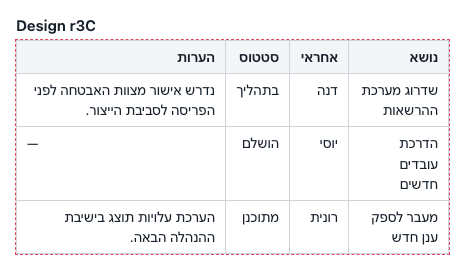 Design r3C
נושא אחראי סטטוס הערות
שדרוג מערכת ההרשאות דנה בתהליך נדרש אישור מצוות האבטחה לפני הפריסה לסביבת הייצור.
הדרכת עובדים חדשים יוסי הושלם —
מעבר לספק ענן חדש רונית מתוכנן הערכת עלויות תוצג בישיבת ההנהלה הבאה.